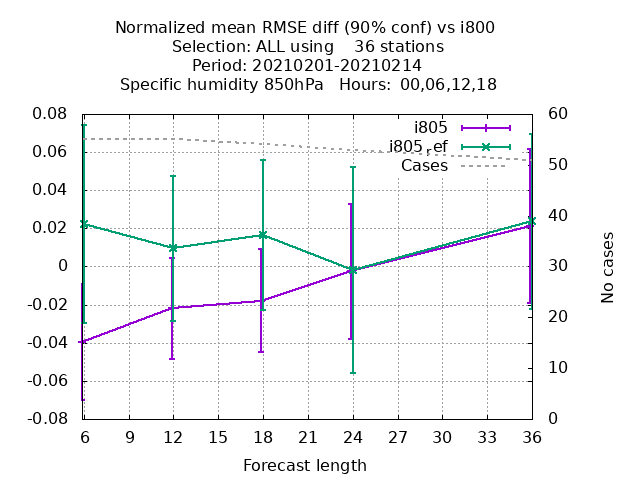 Normalized mean RMSE diff (90% conf) vs i800
Selection: ALL using    36 stations
Period: 20210201-20210214
Specific humidity 850hPa   Hours:  00,06,12,18
0.08
0.06
0.04
0.02
0
-0.02
-0.04
-0.06
-0.08
60
50
40
30
20
10
0
i805
i805_ef
Cases
No cases
6 9 12 15 18 21 24 27 30 33 36
Forecast length